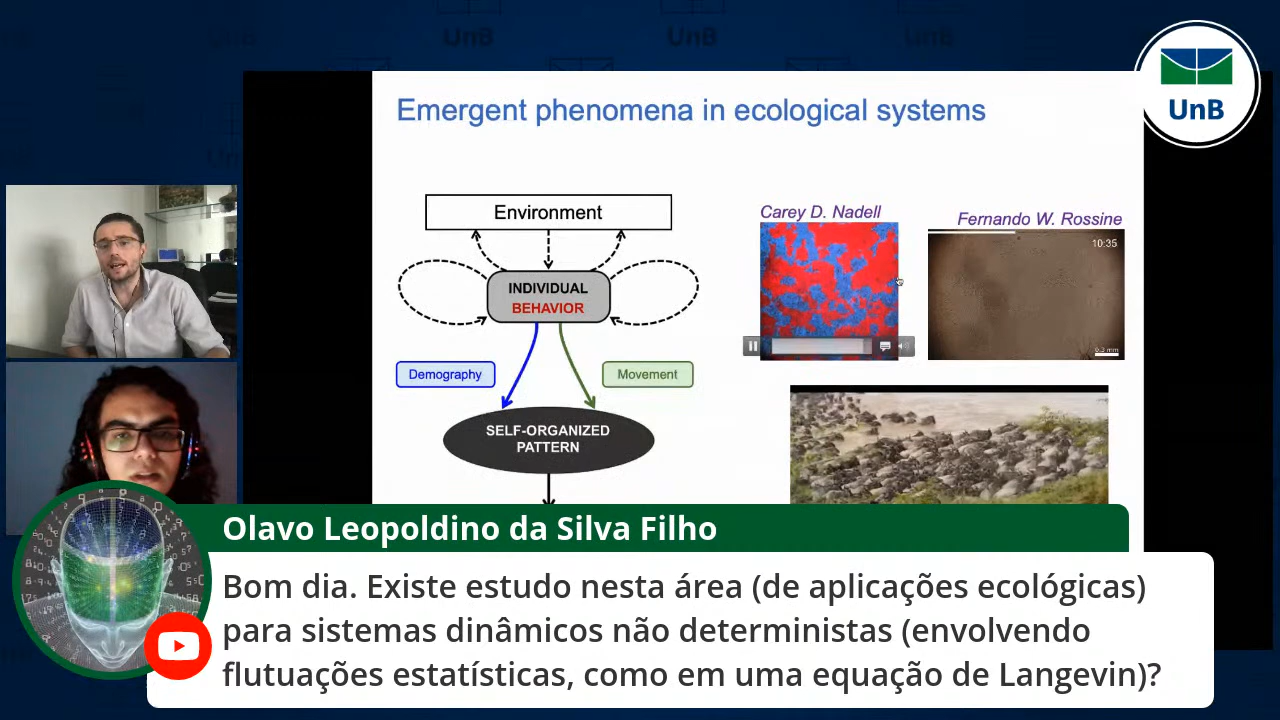 UnB
Emergent phenomena in ecological systems
Environment
INDIVIDUAL
BEHAVIOR
Demography
Movement
SELF-ORGANIZED
PATTERN
Carey D. Nadell
Fernando W. Rossine
10:35
Olavo Leopoldino da Silva Filho
Bom dia. Existe estudo nesta área (de aplicações ecológicas)
para sistemas dinâmicos não deterministas (envolvendo
flutuações estatísticas, como em uma equação de Langevin)?